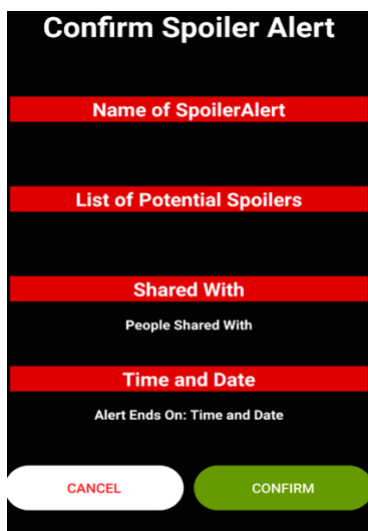 Confirm Spoiler Alert
Name of SpoilerAlert
List of Potential Spoilers
Shared With
People Shared With
Time and Date
Alert Ends On: Time and Date
CANCEL CONFIRM